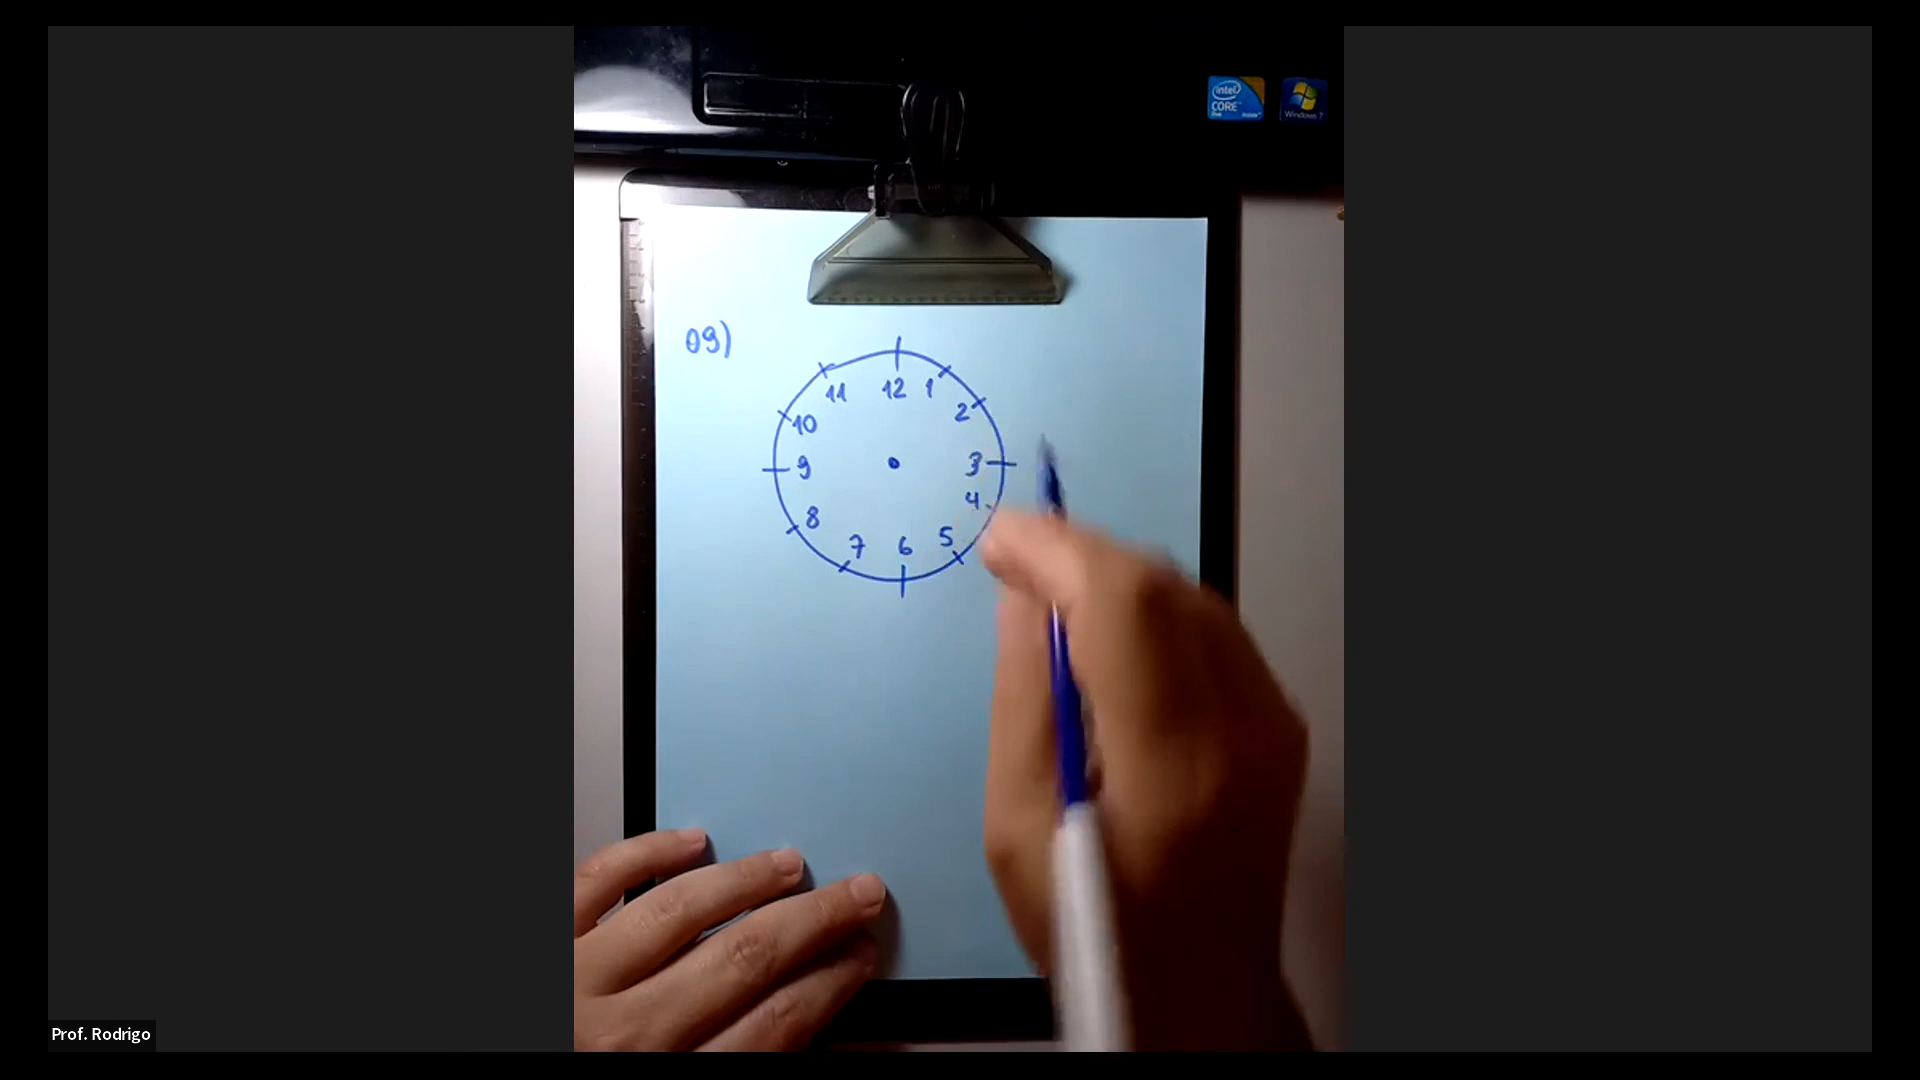 intel
CORE
inside
Windows 7
09)
11 12 1
10 2
9 3
8 4
7 6 5
Prof. Rodrigo